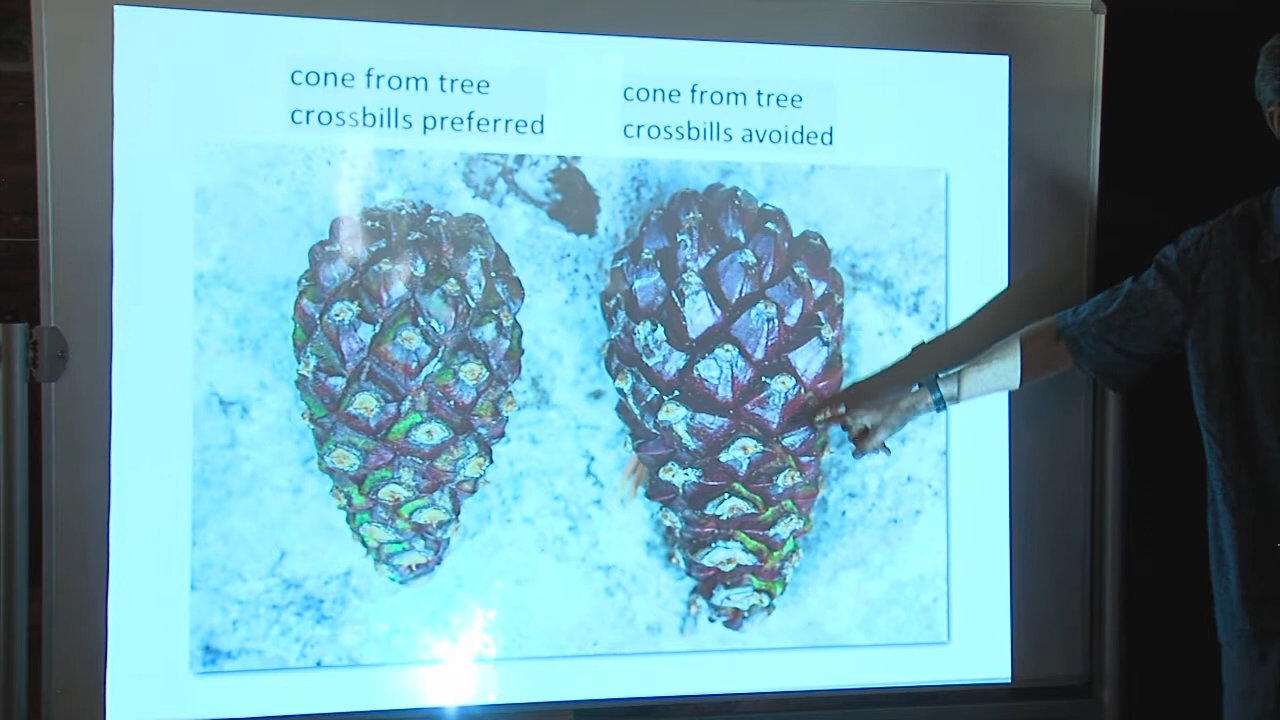 cone from tree
crossbills preferred
cone from tree
crossbills avoided